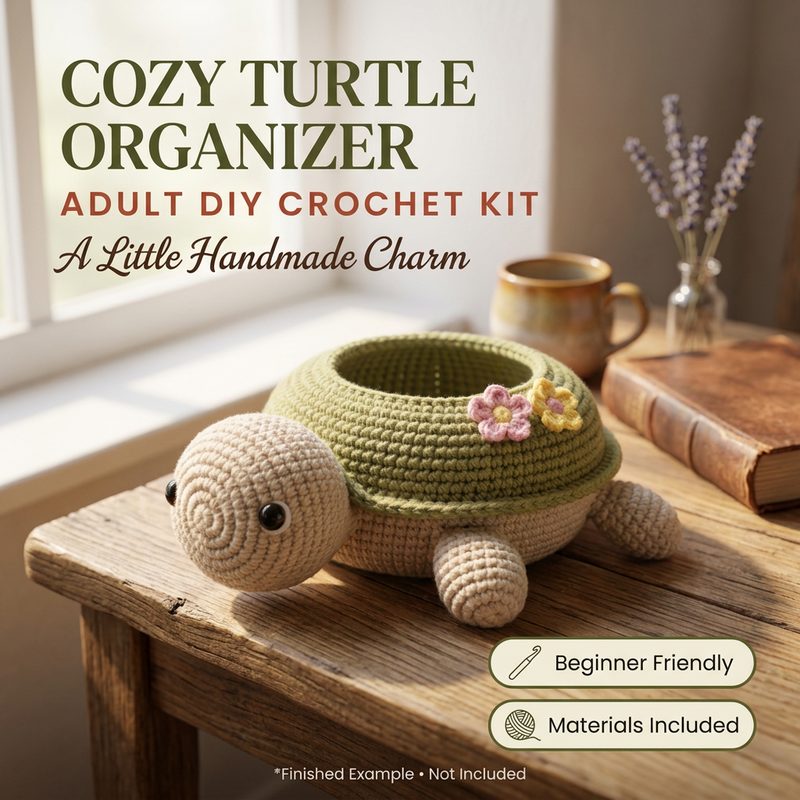 COZY TURTLE
ORGANIZER
ADULT DIY CROCHET KIT
A Little Handmade Charm
Beginner Friendly
Materials Included
*Finished Example • Not Included